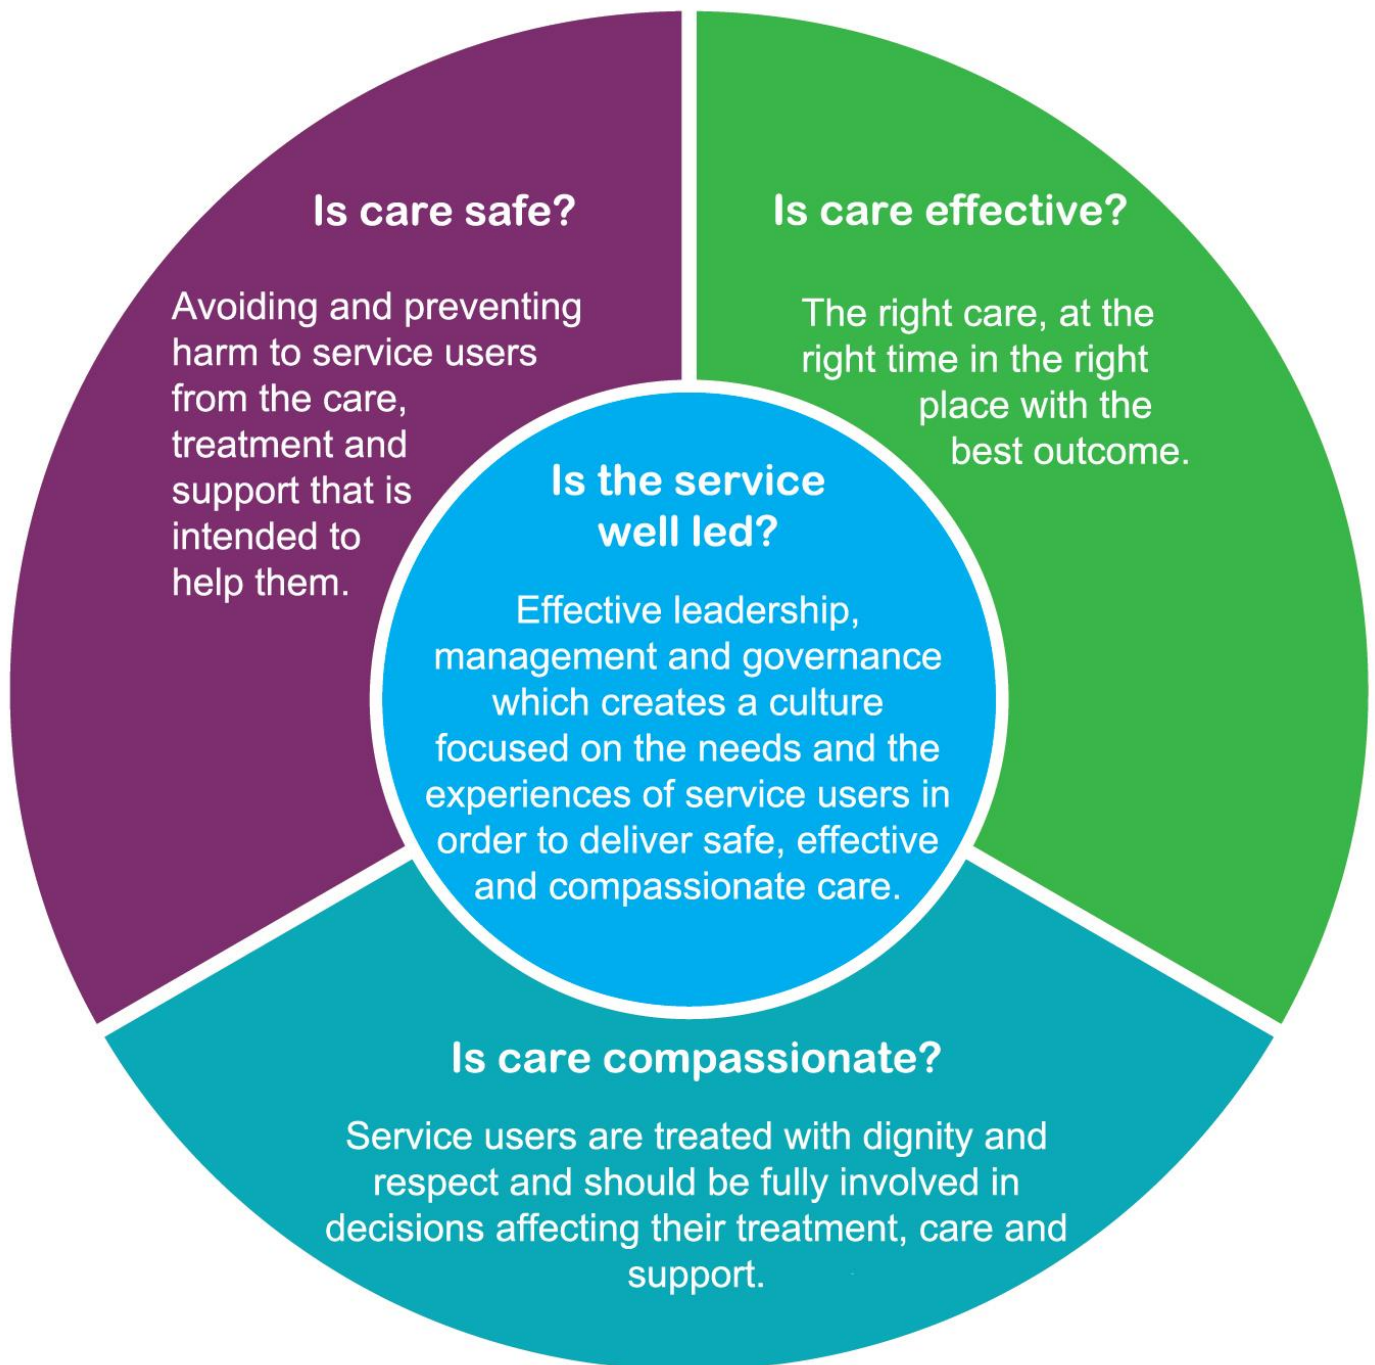 Is care safe?
Avoiding and preventing
harm to service users
from the care,
treatment and
support that is
intended to
help them.
Is care effective?
The right care, at the
right time in the right
place with the
best outcome.
Is the service
well led?
Effective leadership,
management and governance
which creates a culture
focused on the needs and the
experiences of service users in
order to deliver safe, effective
and compassionate care.
Is care compassionate?
Service users are treated with dignity and
respect and should be fully involved in
decisions affecting their treatment, care and
support.